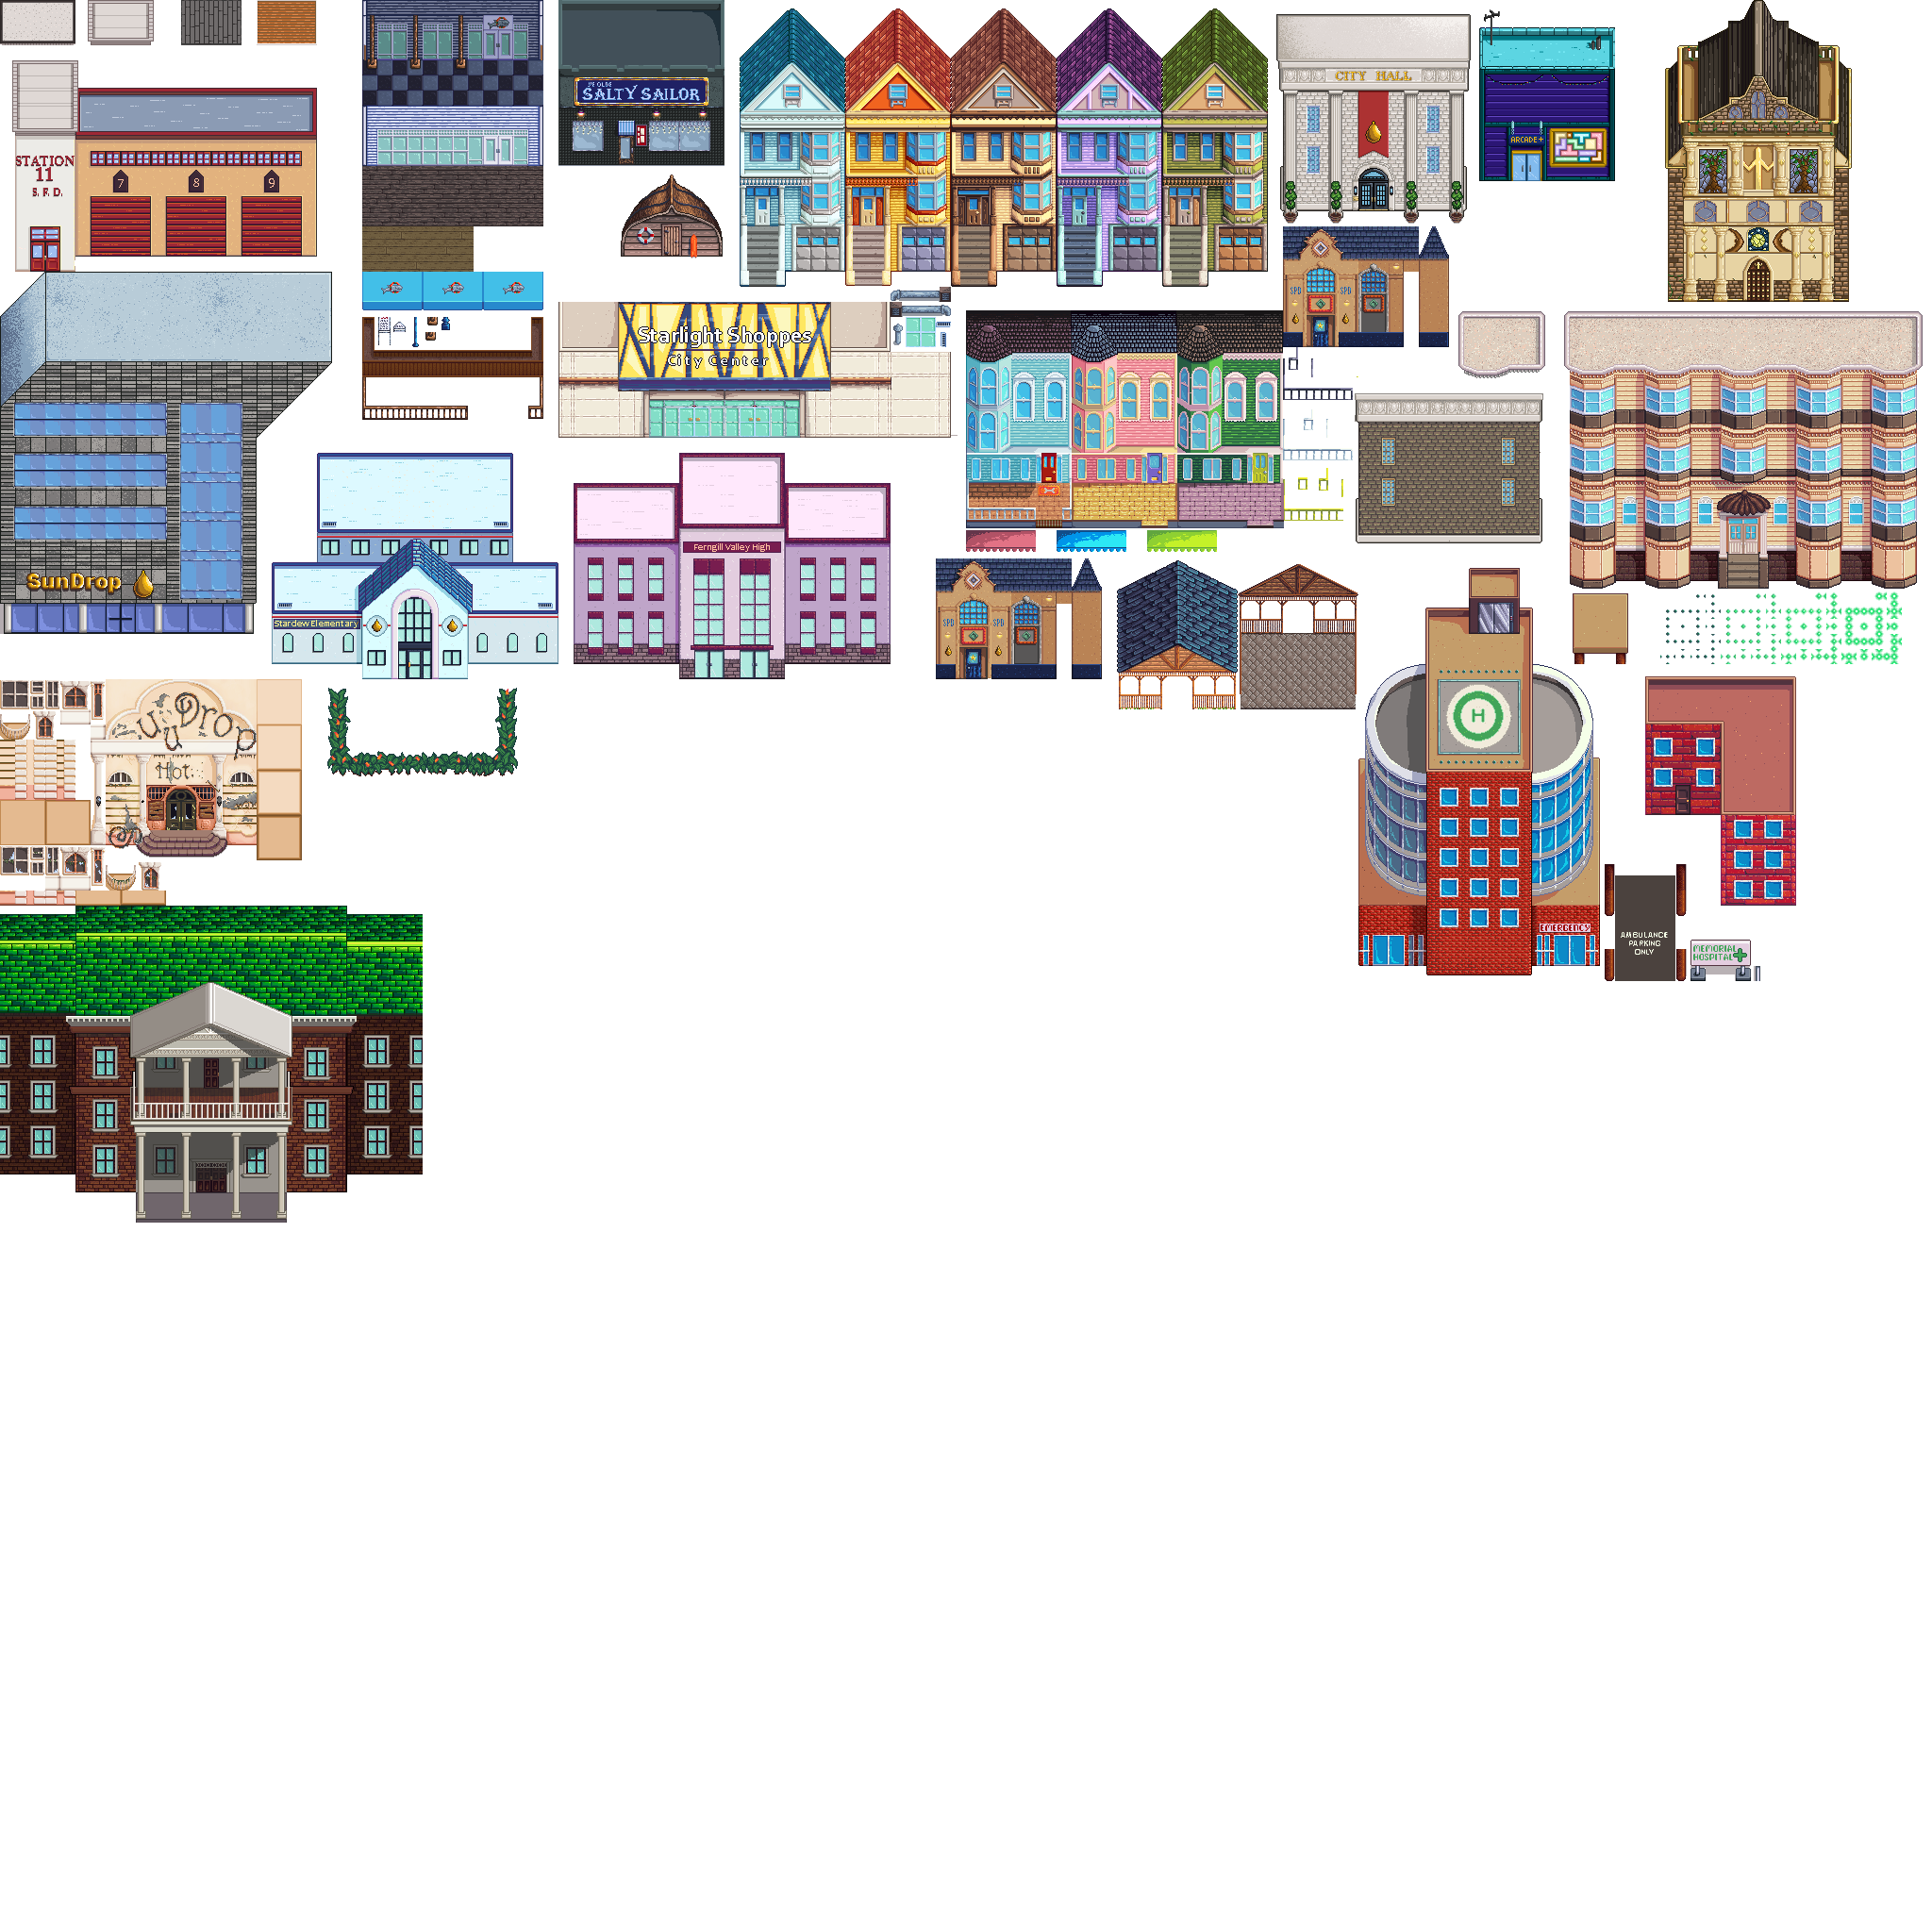 YE OLDE
SALTY SAILOR
CITY HALL
ARCADE+
STATION
11
S. F. D.
7
8
9
SPD
SPD
Starlight Shoppes
City Center
SunDrop
Ferngill Valley High
Stardew Elementary
SPD
SPD
Drop
Hot
H
EMERGENCY
AMBULANCE
PARKING
ONLY
MEMORIAL
HOSPITAL